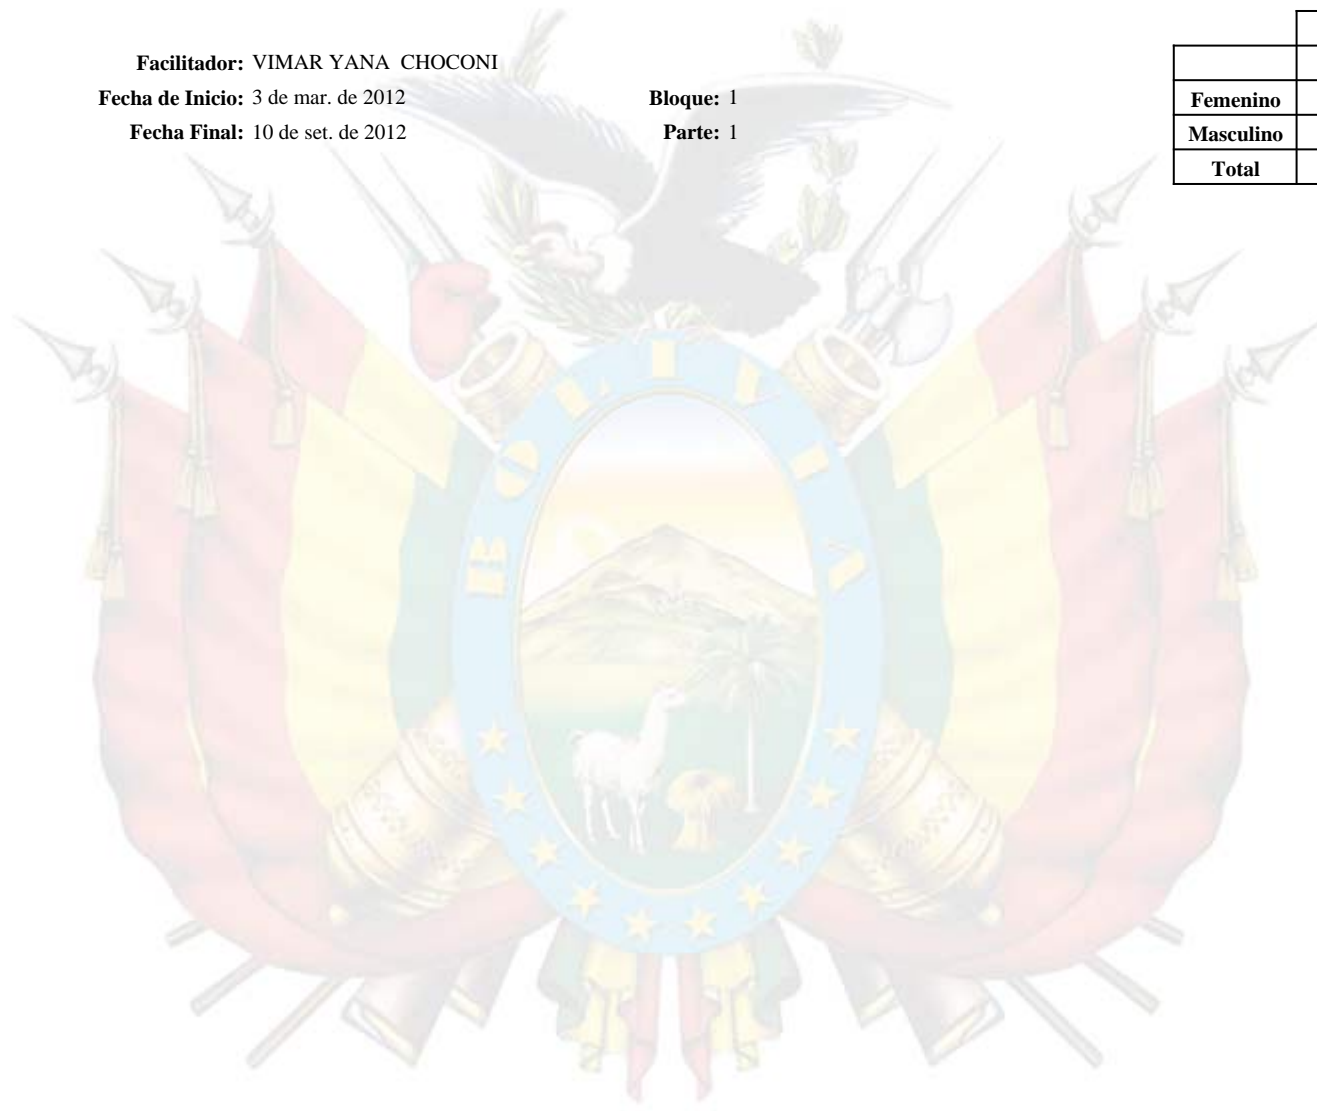 Facilitador: VIMAR YANA  CHOCONI
Fecha de Inicio: 3 de mar. de 2012 Bloque: 1
Fecha Final: 10 de set. de 2012 Parte: 1
Femenino
Masculino
Total
BOLIVIA